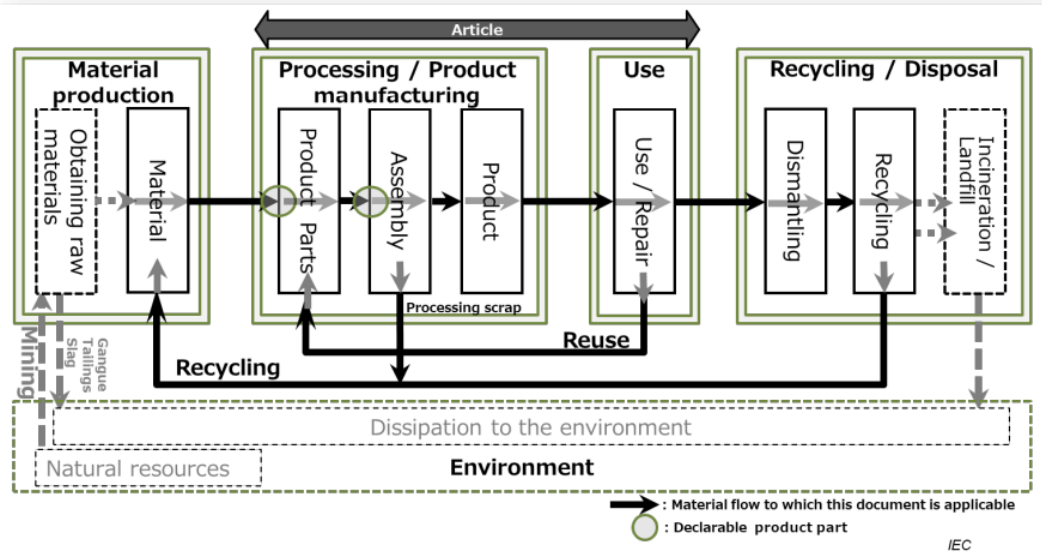 Article
Material
production
Processing / Product
manufacturing
Use
Recycling / Disposal
Obtaining raw
materials
Material
Product Parts
Assembly
Product
Use / Repair
Dismantling
Recycling
Incineration /
Landfill
Processing scrap
Mining
Gangue
Tailings
Slag
Reuse
Recycling
Dissipation to the environment
Natural resources
Environment
: Material flow to which this document is applicable
: Declarable product part
IEC